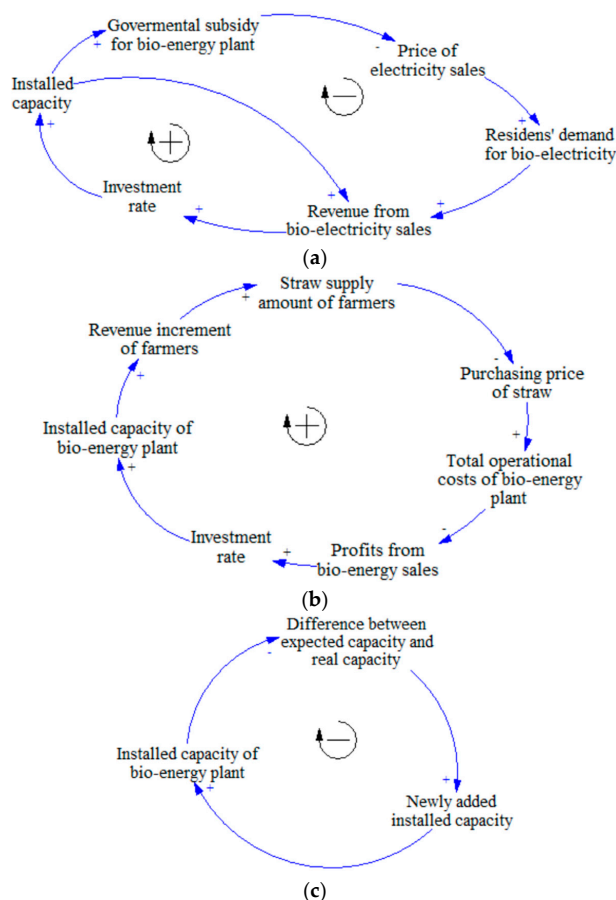 Govermental subsidy
for bio-energy plant
+
-
Price of
electricity sales
Installed
capacity
+
−
+
+
Residens' demand
for bio-electricity
Investment
rate
+
+
+
Revenue from
bio-electricity sales
(a)
Straw supply
amount of farmers
+
Revenue increment
of farmers
+
-
Purchasing price
of straw
+
Installed capacity of
bio-energy plant
+
+
Total operational
costs of bio-energy
plant
-
Investment
rate
+
Profits from
bio-energy sales
(b)
Difference between
expected capacity and
real capacity
-
−
Installed capacity of
bio-energy plant
+
+
Newly added
installed capacity
(c)